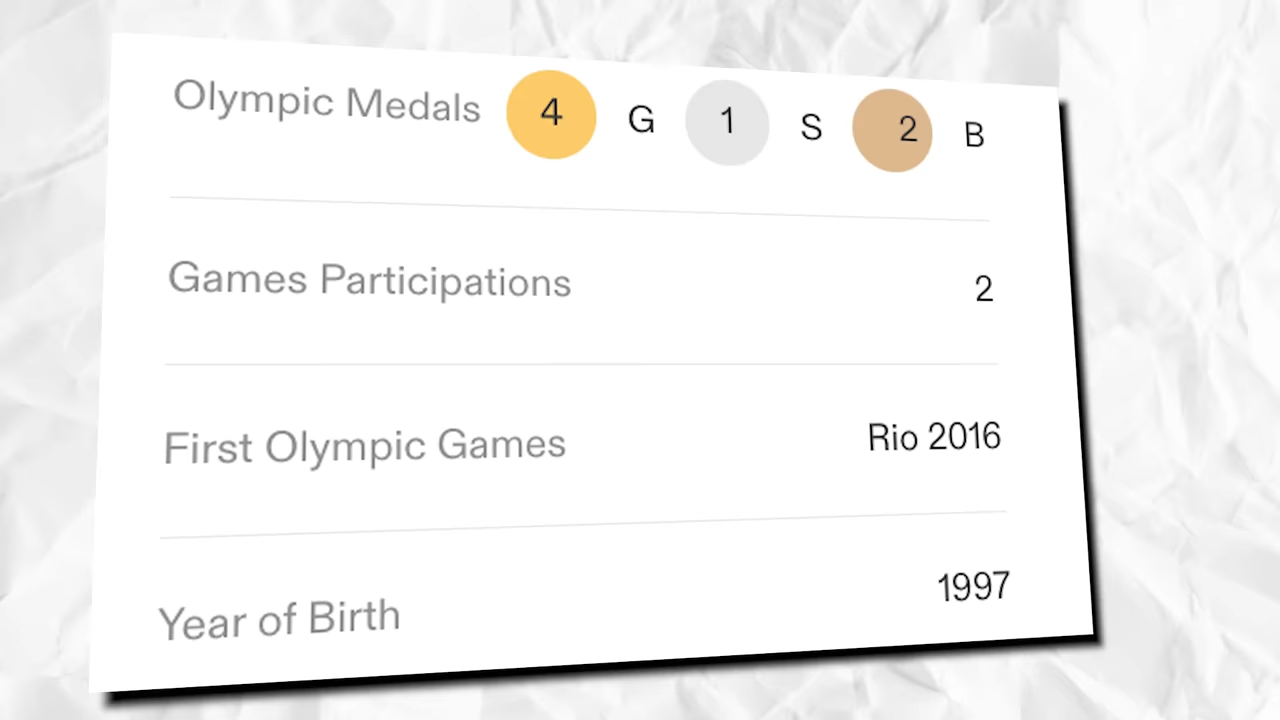 Olympic Medals 4 G 1 S 2 B
Games Participations 2
First Olympic Games Rio 2016
Year of Birth 1997